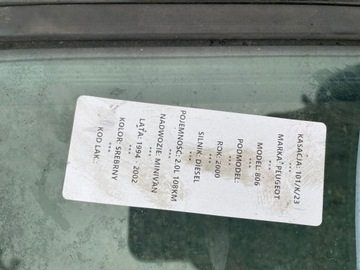 KASACJA: 101/K/23
***
MARKA: PEUGEOT
***
MODEL: 806
***
PODMODEL:
***
ROK: 2000
***
SILNIK: DIESEL
***
POJEMNOŚĆ: 2.0L 108KM
***
NADWOZIE: MINIVAN
***
LATA: 1994 - 2002
***
KOLOR: SREBRNY
***
KOD LAK: